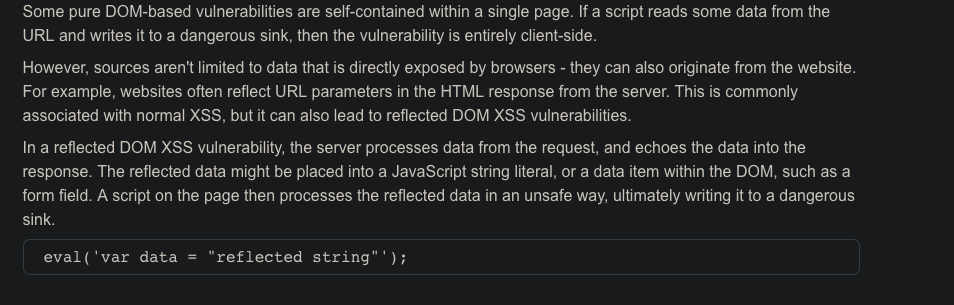 Some pure DOM-based vulnerabilities are self-contained within a single page. If a script reads some data from the
URL and writes it to a dangerous sink, then the vulnerability is entirely client-side.
However, sources aren't limited to data that is directly exposed by browsers - they can also originate from the website.
For example, websites often reflect URL parameters in the HTML response from the server. This is commonly
associated with normal XSS, but it can also lead to reflected DOM XSS vulnerabilities.
In a reflected DOM XSS vulnerability, the server processes data from the request, and echoes the data into the
response. The reflected data might be placed into a JavaScript string literal, or a data item within the DOM, such as a
form field. A script on the page then processes the reflected data in an unsafe way, ultimately writing it to a dangerous
sink.
eval('var data = "reflected string"');